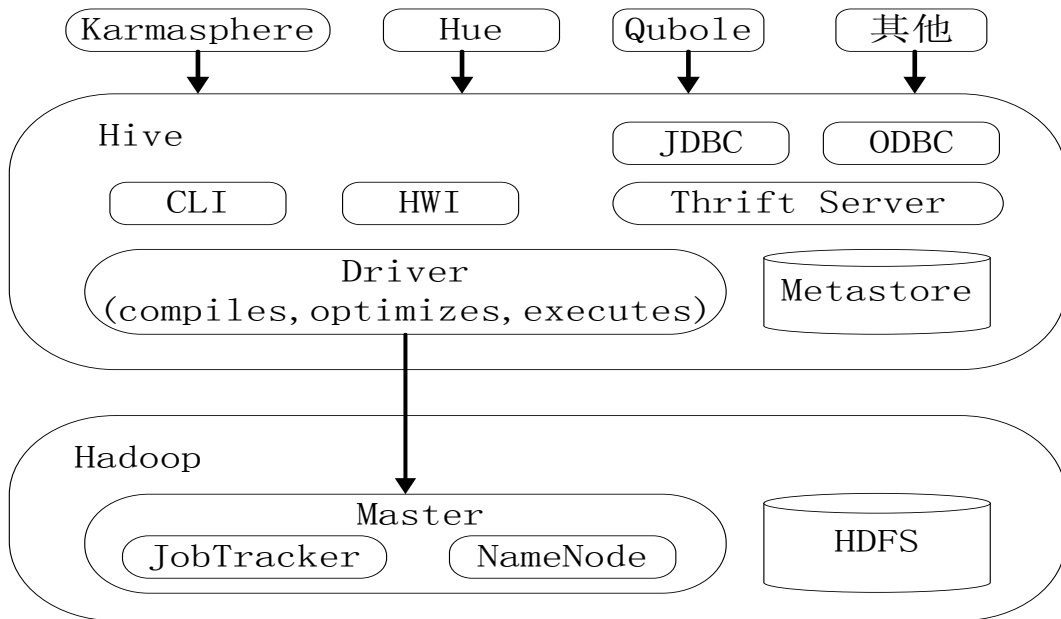 Karmasphere
Hue
Qubole
其他
Hive
JDBC
ODBC
CLI
HWI
Thrift Server
Driver
(compiles,optimizes,executes)
Metastore
Hadoop
Master
JobTracker
NameNode
HDFS